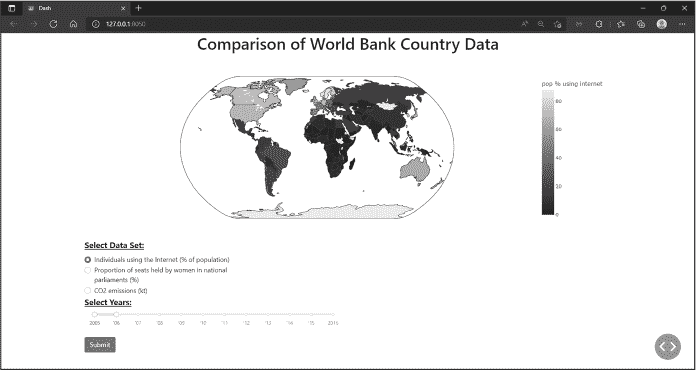 Dash
127.0.0.1:8050
Comparison of World Bank Country Data
pop % using Internet
80
60
40
20
0
Select Data Set:
Individuals using the Internet (% of population)
Proportion of seats held by women in national
parliaments (%)
CO2 emissions (kt)
Select Years:
2005 '06 '07 '08 '09 '10 '11 '12 '13 '14 '15 2016
Submit